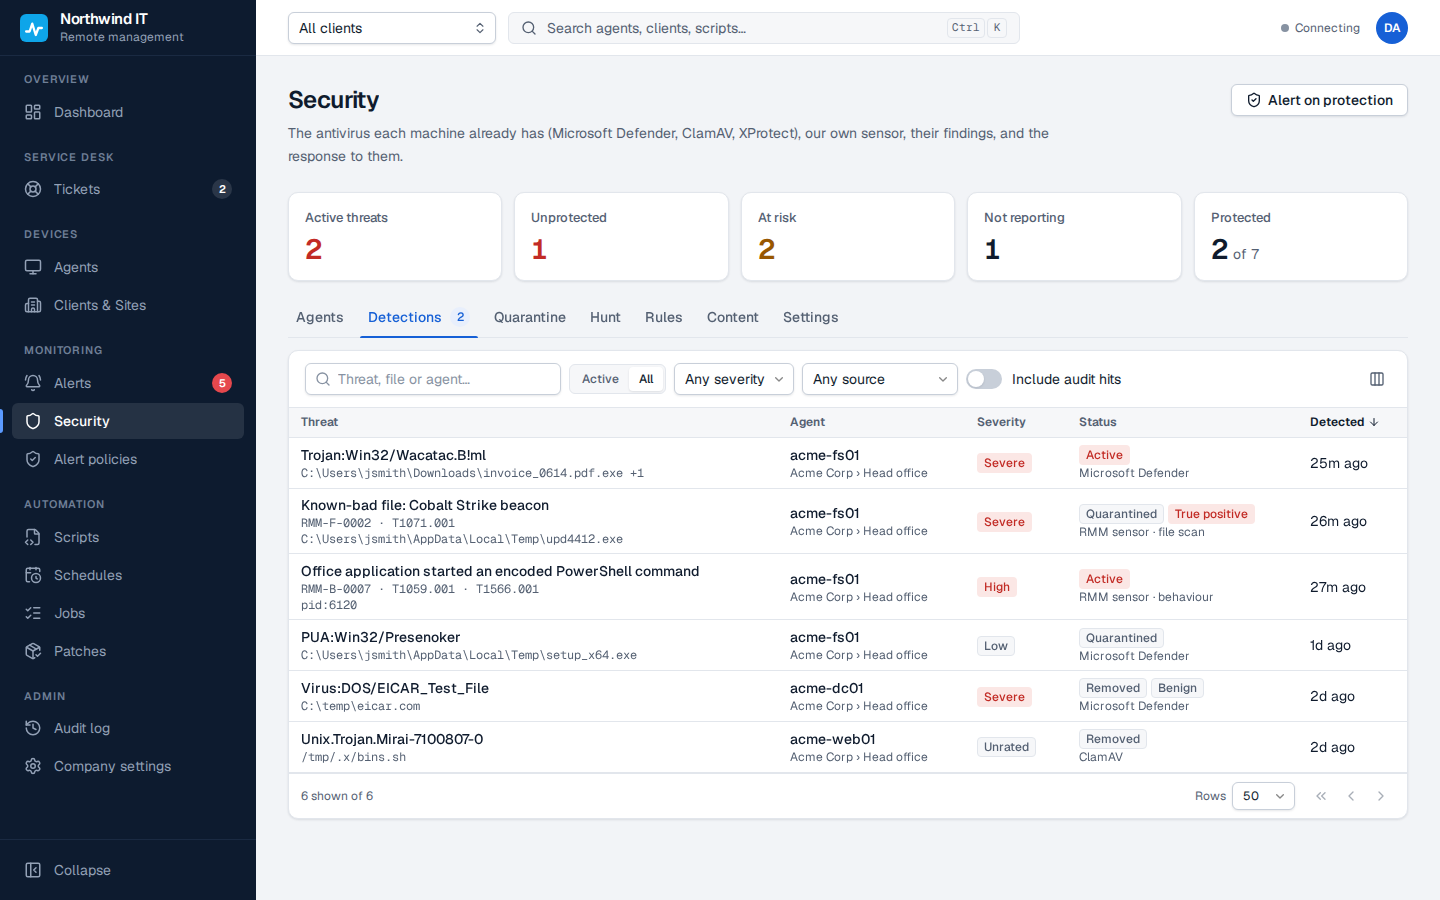 Northwind IT
Remote management
OVERVIEW
Dashboard
SERVICE DESK
Tickets 2
DEVICES
Agents
Clients & Sites
MONITORING
Alerts 5
Security
Alert policies
AUTOMATION
Scripts
Schedules
Jobs
Patches
ADMIN
Audit log
Company settings
Collapse
All clients
Search agents, clients, scripts... Ctrl K
Connecting DA
Security
Alert on protection
The antivirus each machine already has (Microsoft Defender, ClamAV, XProtect), our own sensor, their findings, and the
response to them.
Active threats
2
Unprotected
1
At risk
2
Not reporting
1
Protected
2 of 7
Agents Detections 2 Quarantine Hunt Rules Content Settings
Threat, file or agent... Active All Any severity Any source Include audit hits
Threat Agent Severity Status Detected ↓
Trojan:Win32/Wacatac.B!ml
C:\Users\jsmith\Downloads\invoice_0614.pdf.exe +1
acme-fs01
Acme Corp › Head office
Severe
Active
Microsoft Defender
25m ago
Known-bad file: Cobalt Strike beacon
RMM-F-0002 · T1071.001
C:\Users\jsmith\AppData\Local\Temp\upd4412.exe
acme-fs01
Acme Corp › Head office
Severe
Quarantined True positive
RMM sensor · file scan
26m ago
Office application started an encoded PowerShell command
RMM-B-0007 · T1059.001 · T1566.001
pid:6120
acme-fs01
Acme Corp › Head office
High
Active
RMM sensor · behaviour
27m ago
PUA:Win32/Presenoker
C:\Users\jsmith\AppData\Local\Temp\setup_x64.exe
acme-fs01
Acme Corp › Head office
Low
Quarantined
Microsoft Defender
1d ago
Virus:DOS/EICAR_Test_File
C:\temp\eicar.com
acme-dc01
Acme Corp › Head office
Severe
Removed Benign
Microsoft Defender
2d ago
Unix.Trojan.Mirai-7100807-0
/tmp/.x/bins.sh
acme-web01
Acme Corp › Head office
Unrated
Removed
ClamAV
2d ago
6 shown of 6
Rows 50